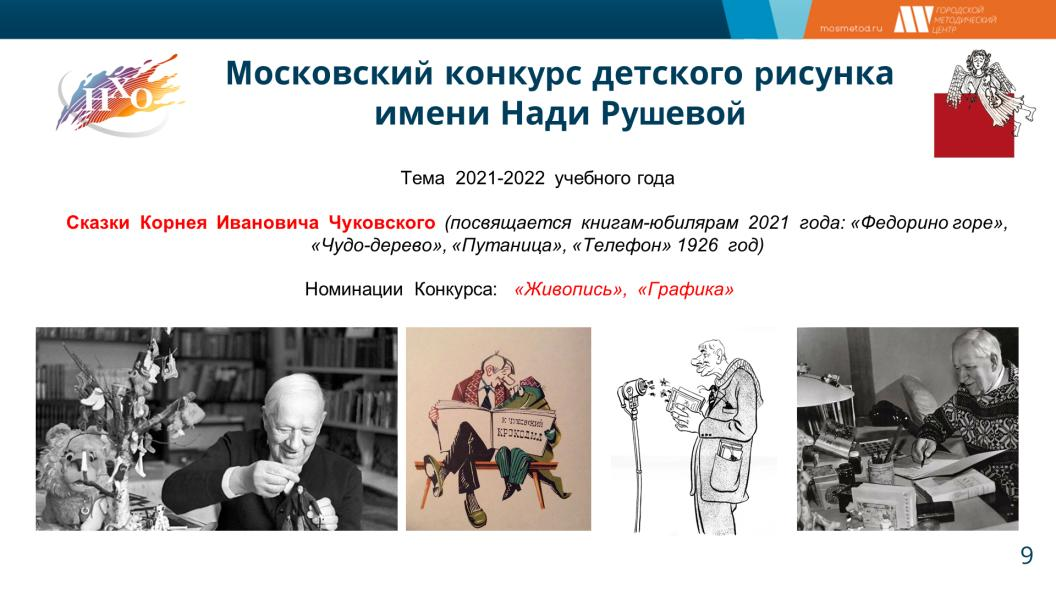 mosmetod.ru
ГОРОДСКОЙ
МЕТОДИЧЕСКИЙ
ЦЕНТР
ПХО
Московский конкурс детского рисунка
имени Нади Рушевой
Тема 2021-2022 учебного года
Сказки Корнея Ивановича Чуковского (посвящается книгам-юбилярам 2021 года: «Федорино горе»,
«Чудо-дерево», «Путаница», «Телефон» 1926 год)
Номинации Конкурса: «Живопись», «Графика»
К. ЧУКОВСКИЙ
КРОКОДИЛ
9